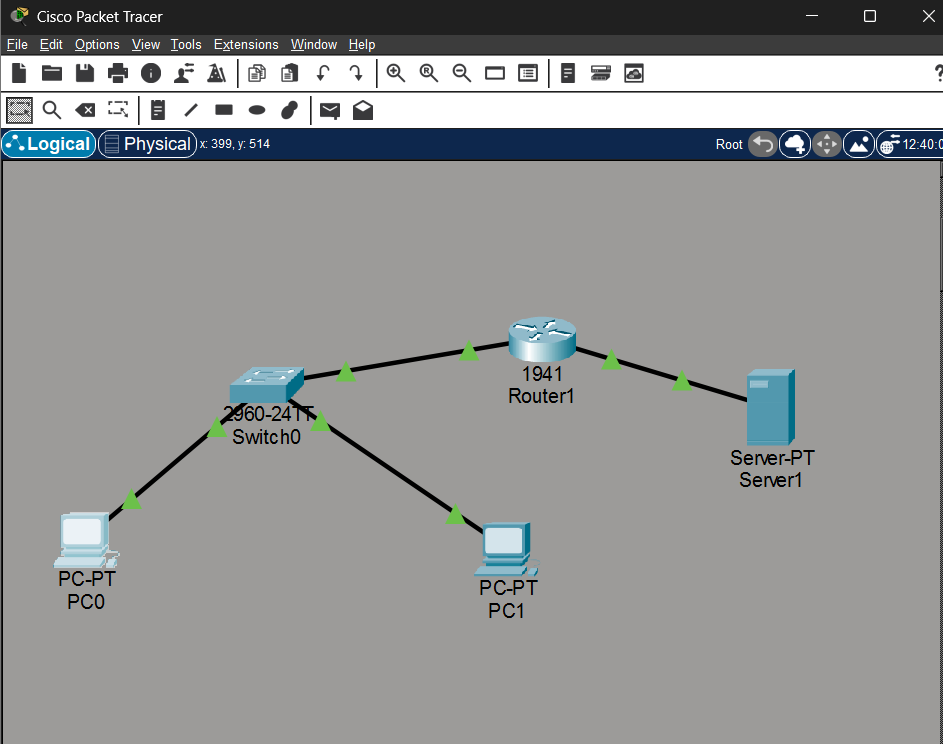 Cisco Packet Tracer
File Edit Options View Tools Extensions Window Help
Logical Physical x: 399, y: 514 Root 12:40:0
1941
Router1
2960-24TT
Switch0
Server-PT
Server1
PC-PT
PC0
PC-PT
PC1